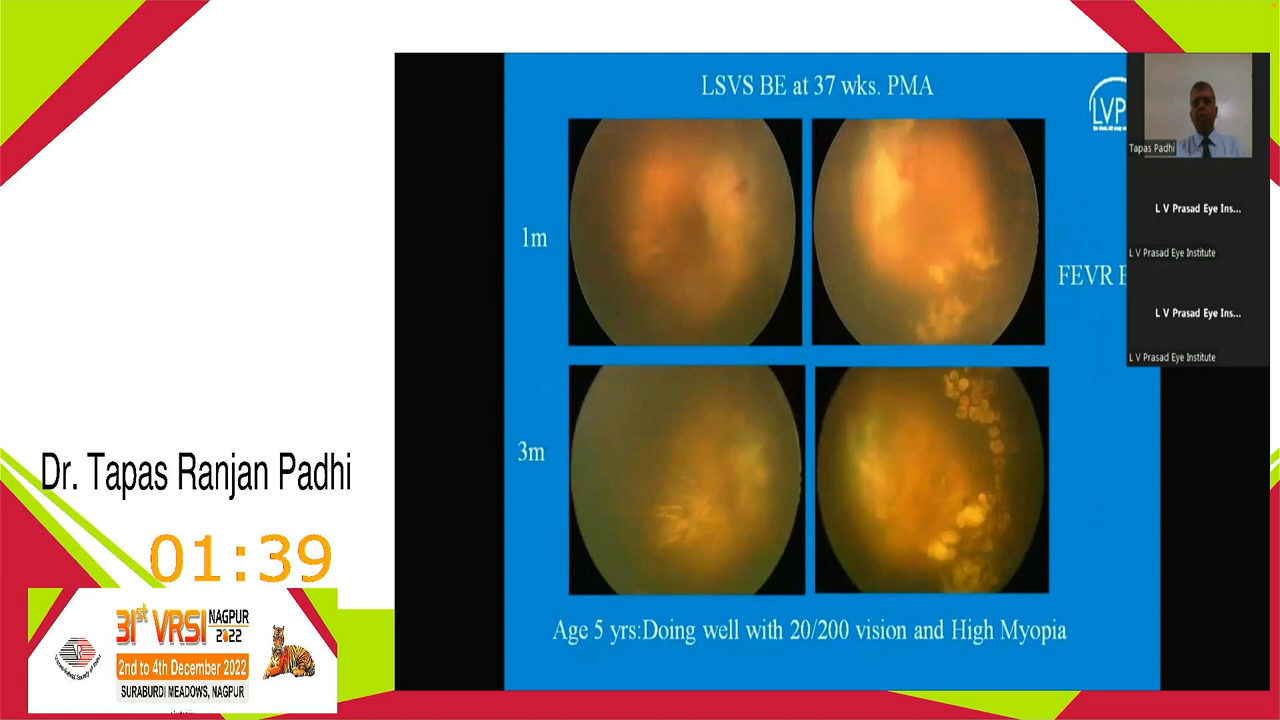 LSVS BE at 37 wks. PMA
LVP
Tapas Padhi
L V Prasad Eye Ins...
L V Prasad Eye Institute
1m
FEVR
L V Prasad Eye Ins...
L V Prasad Eye Institute
3m
Age 5 yrs:Doing well with 20/200 vision and High Myopia
Dr. Tapas Ranjan Padhi
01:39
31st VRSI NAGPUR 2022
2nd to 4th December 2022
SURABURDI MEADOWS, NAGPUR